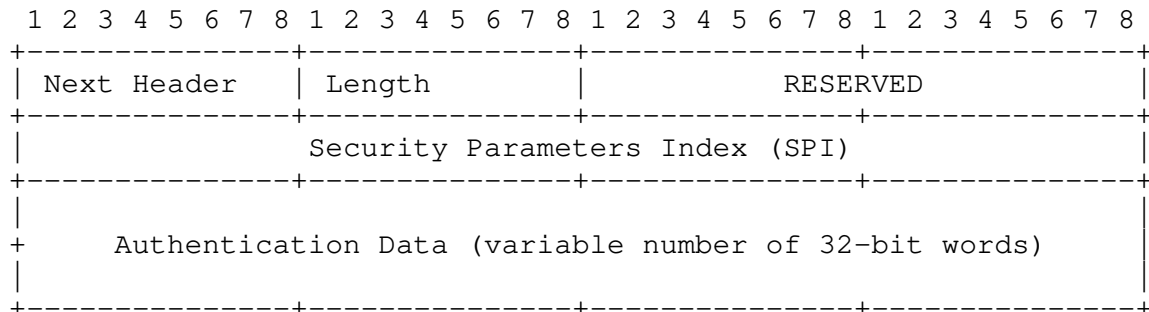 1 2 3 4 5 6 7 8 1 2 3 4 5 6 7 8 1 2 3 4 5 6 7 8 1 2 3 4 5 6 7 8
+---------------+---------------+---------------+---------------+
| Next Header | Length | RESERVED |
+---------------+---------------+---------------+---------------+
| Security Parameters Index (SPI) |
+---------------+---------------+---------------+---------------+
| |
+ Authentication Data (variable number of 32-bit words) |
| |
+---------------+---------------+---------------+---------------+